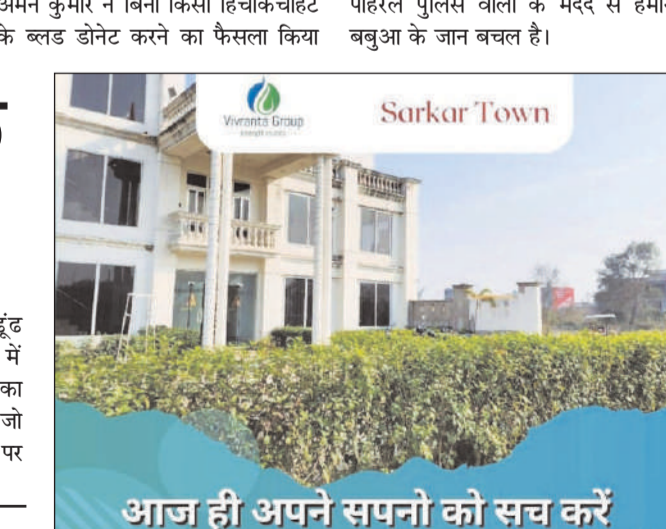 अमन कुमार ने बिना किसी हिचकिचाहट
के ब्लड डोनेट करने का फैसला किया
पहिरले पुलिस वाला के मदद से हमार
बबुआ के जान बचल है।
ढूंढ
में
का
जो
पर
Vivranta Group
Sarkar Town
आज ही अपने सपनो को सच करें